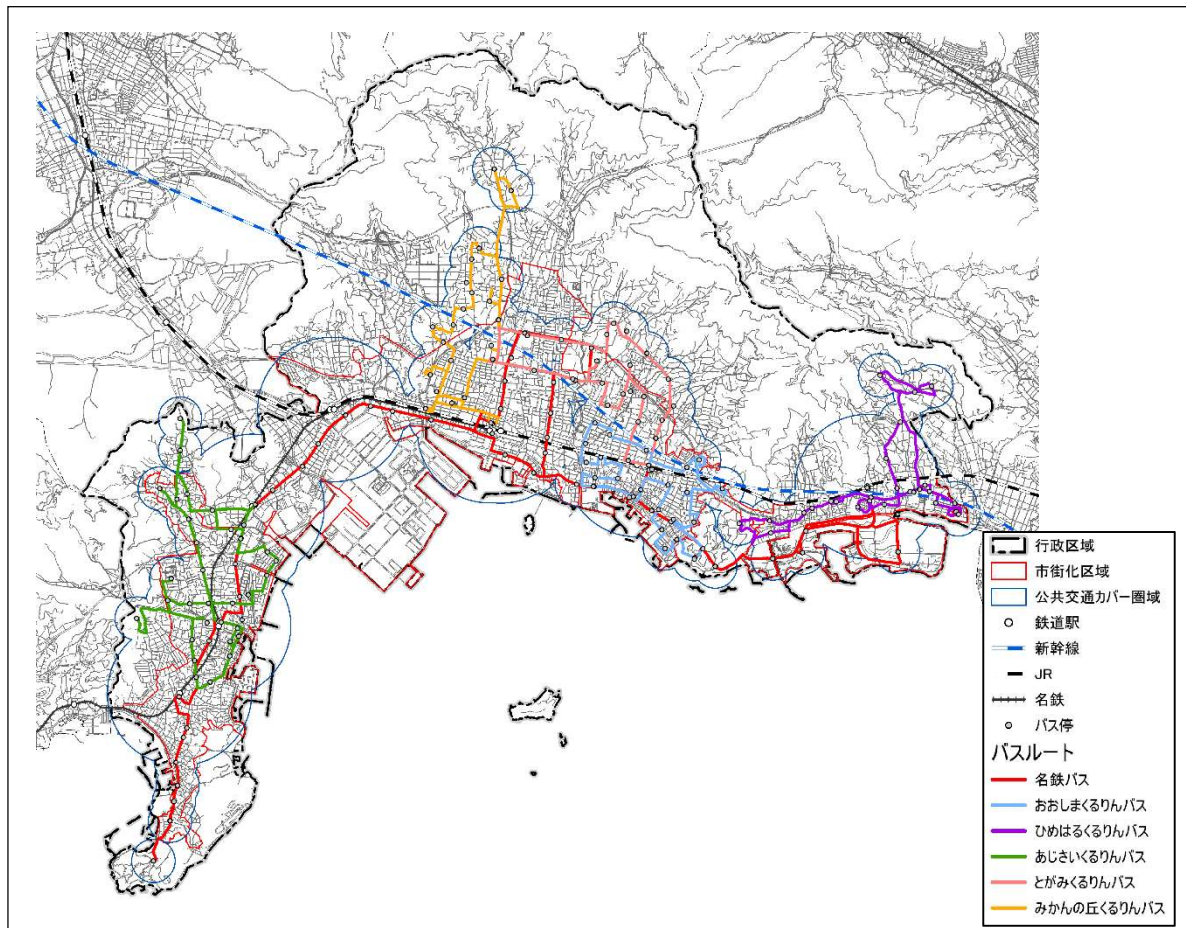 行政区域
市街化区域
公共交通カバー圏域
鉄道駅
新幹線
JR
名鉄
バス停
バスルート
名鉄バス
おおしまくるりんバス
ひめはるくるりんバス
あじさいくるりんバス
とがみくるりんバス
みかんの丘くるりんバス